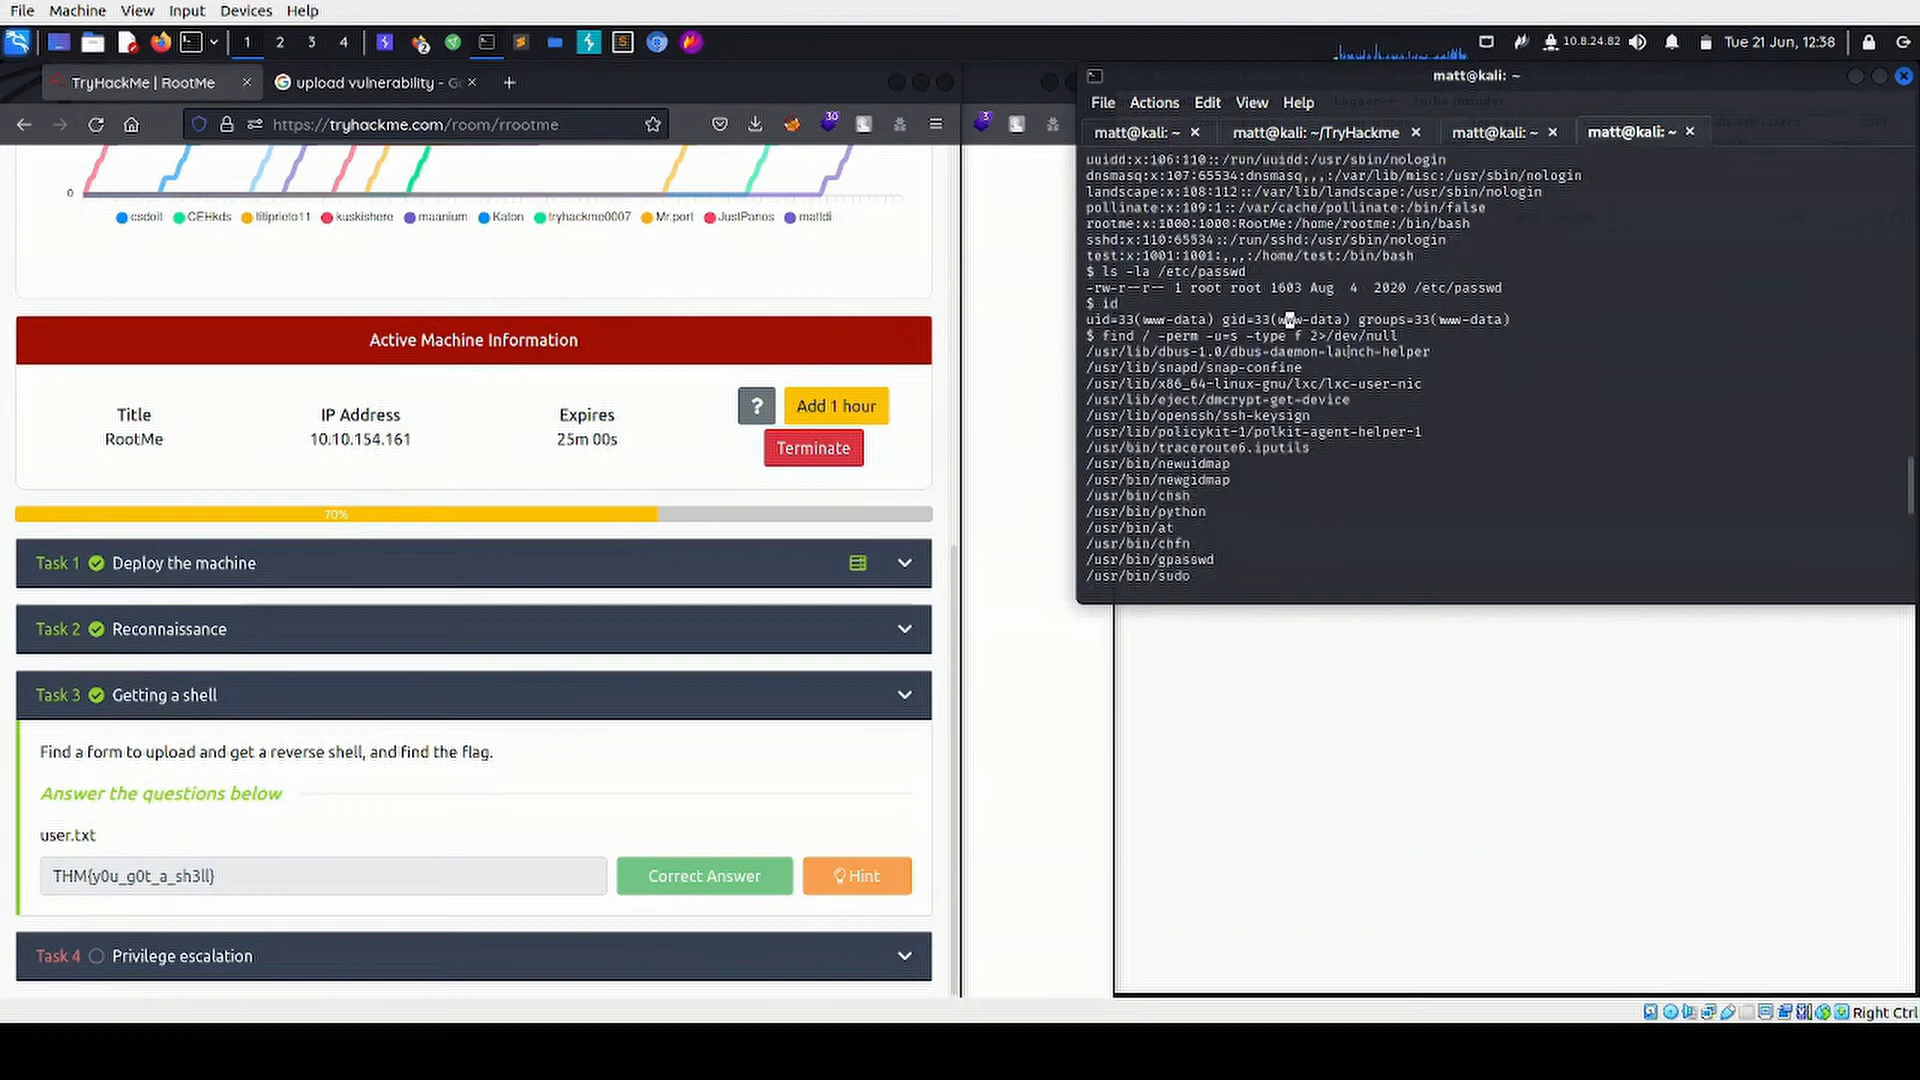 File Machine View Input Devices Help
1 2 3 4
10.8.24.82
Tue 21 Jun, 12:38
TryHackMe | RootMe
upload vulnerability - Go
https://tryhackme.com/room/rrootme
30
0
csdoil CEHkds filiprieto11 kuskishere maanium Katon tryhackme0007 Mr.port JustPanos mattdi
Active Machine Information
Title IP Address Expires
RootMe 10.10.154.161 25m 00s
? Add 1 hour
Terminate
70%
Task 1 Deploy the machine
Task 2 Reconnaissance
Task 3 Getting a shell
Find a form to upload and get a reverse shell, and find the flag.
Answer the questions below
user.txt
THM{y0u_g0t_a_sh3ll} Correct Answer Hint
Task 4 Privilege escalation
3
matt@kali: ~
File Actions Edit View Help
matt@kali: ~ matt@kali: ~/TryHackme matt@kali: ~ matt@kali: ~
uuidd:x:106:110::/run/uuidd:/usr/sbin/nologin
dnsmasq:x:107:65534:dnsmasq,,,:/var/lib/misc:/usr/sbin/nologin
landscape:x:108:112::/var/lib/landscape:/usr/sbin/nologin
pollinate:x:109:1::/var/cache/pollinate:/bin/false
rootme:x:1000:1000:RootMe:/home/rootme:/bin/bash
sshd:x:110:65534::/run/sshd:/usr/sbin/nologin
test:x:1001:1001:,,,:/home/test:/bin/bash
$ ls -la /etc/passwd
-rw-r--r-- 1 root root 1603 Aug 4 2020 /etc/passwd
$ id
uid=33(www-data) gid=33(www-data) groups=33(www-data)
$ find / -perm -u=s -type f 2>/dev/null
/usr/lib/dbus-1.0/dbus-daemon-launch-helper
/usr/lib/snapd/snap-confine
/usr/lib/x86_64-linux-gnu/lxc/lxc-user-nic
/usr/lib/eject/dmcrypt-get-device
/usr/lib/openssh/ssh-keysign
/usr/lib/policykit-1/polkit-agent-helper-1
/usr/bin/traceroute6.iputils
/usr/bin/newuidmap
/usr/bin/newgidmap
/usr/bin/chsh
/usr/bin/python
/usr/bin/at
/usr/bin/chfn
/usr/bin/gpasswd
/usr/bin/sudo
Right Ctrl